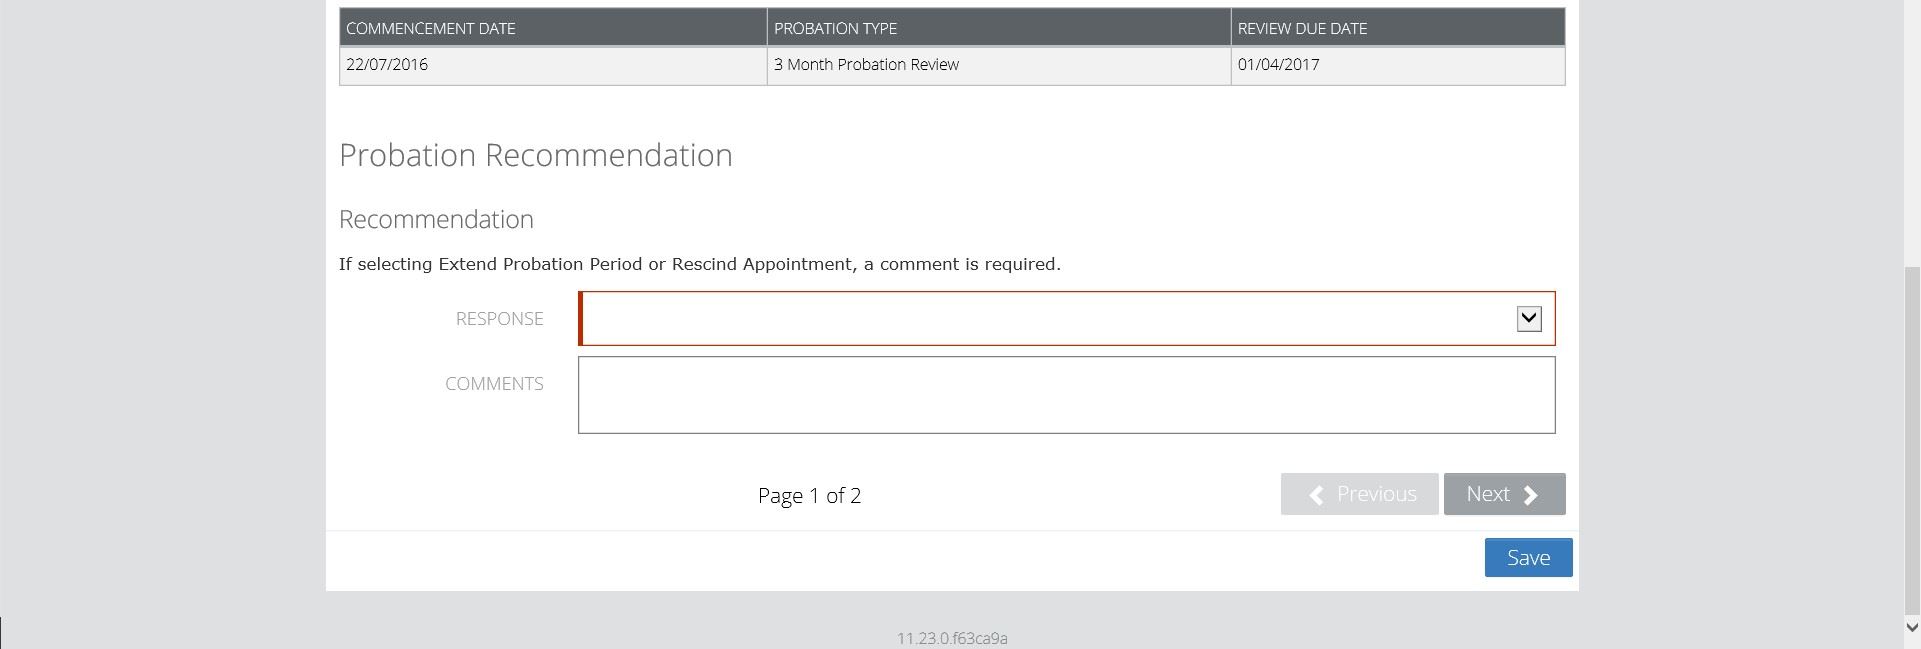 COMMENCEMENT DATE PROBATION TYPE REVIEW DUE DATE
22/07/2016 3 Month Probation Review 01/04/2017
Probation Recommendation
Recommendation
If selecting Extend Probation Period or Rescind Appointment, a comment is required.
RESPONSE
COMMENTS
Page 1 of 2 Previous Next
Save
11.23.0.f63ca9a